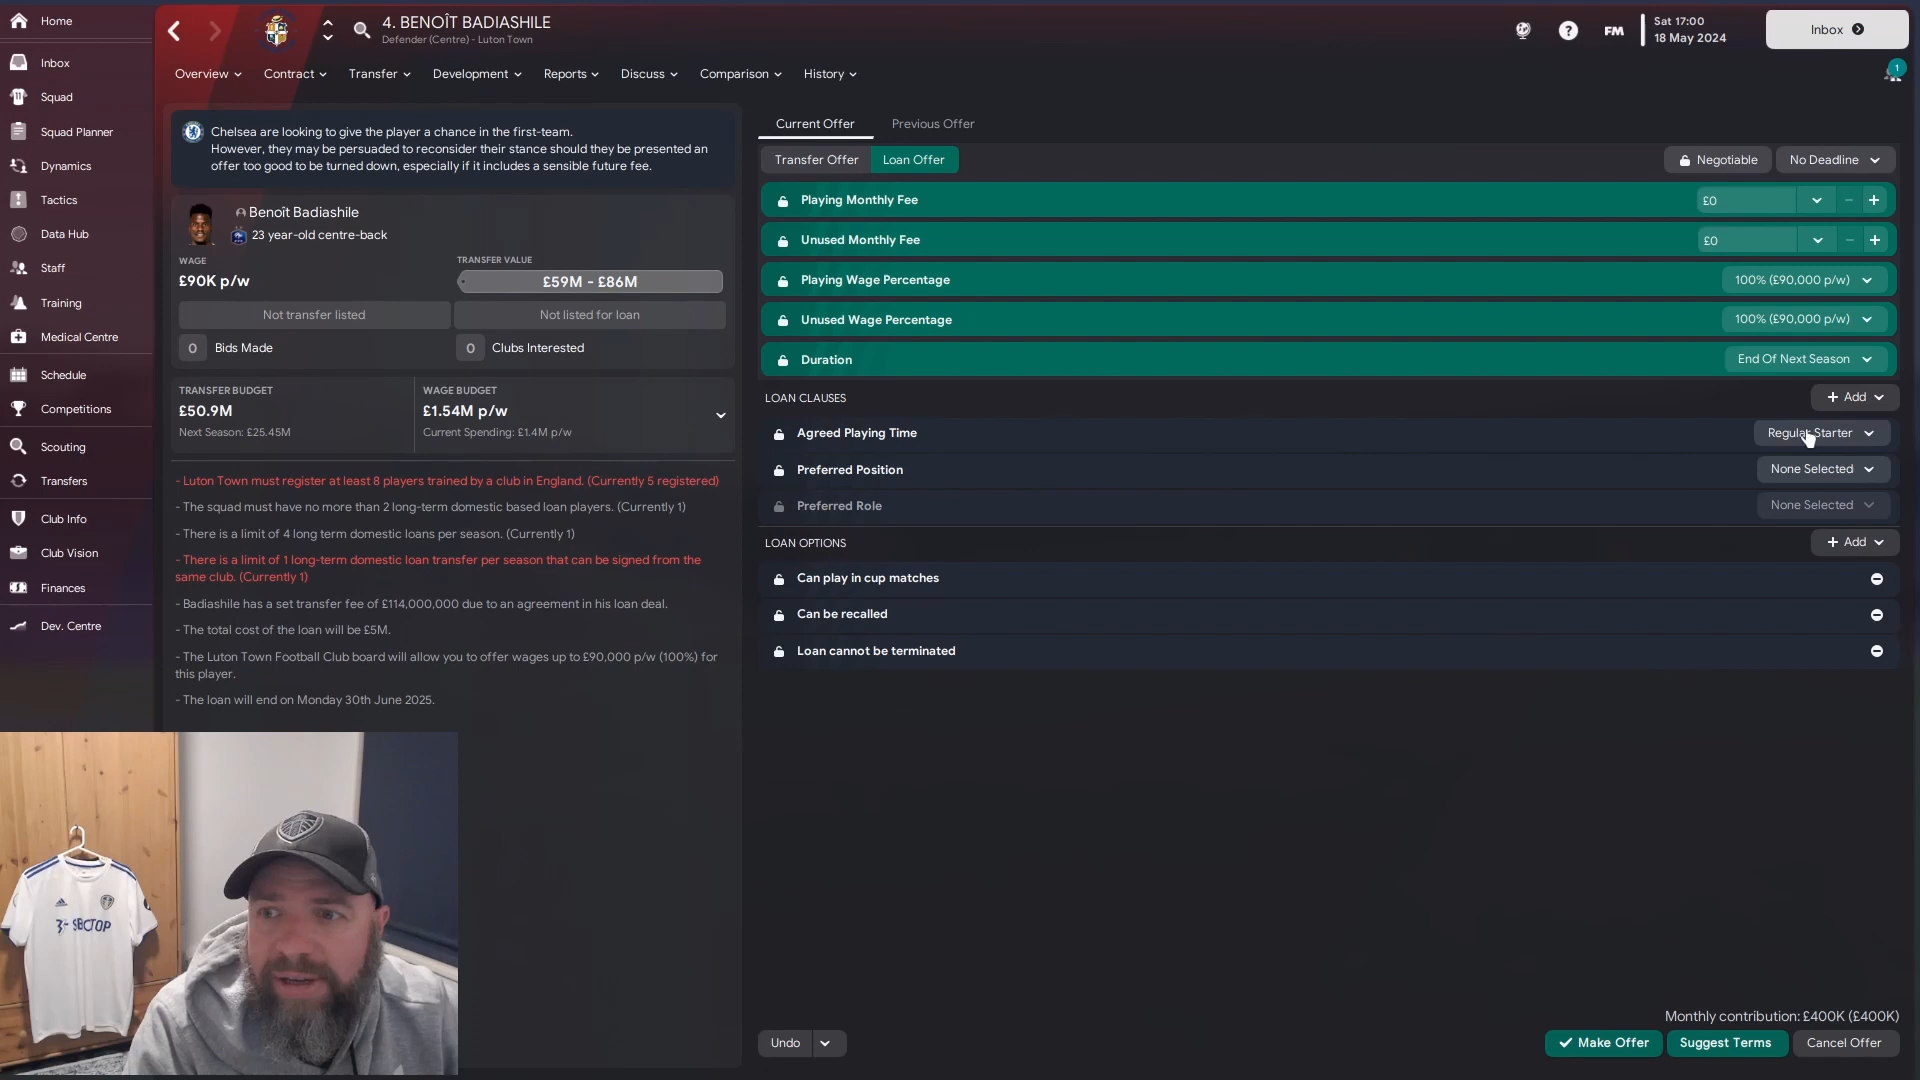 Home
Inbox
Squad
Squad Planner
Dynamics
Tactics
Data Hub
Staff
Training
Medical Centre
Schedule
Competitions
Scouting
Transfers
Club Info
Club Vision
Finances
Dev. Centre
4. BENOÎT BADIASHILE
Defender (Centre) - Luton Town
FM
Sat 17:00
18 May 2024
Inbox
Overview
Contract
Transfer
Development
Reports
Discuss
Comparison
History
1
Chelsea are looking to give the player a chance in the first-team.
However, they may be persuaded to reconsider their stance should they be presented an
offer too good to be turned down, especially if it includes a sensible future fee.
Benoît Badiashile
23 year-old centre-back
WAGE
£90K p/w
TRANSFER VALUE
£59M - £86M
Not transfer listed
Not listed for loan
0 Bids Made
0 Clubs Interested
TRANSFER BUDGET
£50.9M
Next Season: £25.45M
WAGE BUDGET
£1.54M p/w
Current Spending: £1.4M p/w
- Luton Town must register at least 8 players trained by a club in England. (Currently 5 registered)
- The squad must have no more than 2 long-term domestic based loan players. (Currently 1)
- There is a limit of 4 long term domestic loans per season. (Currently 1)
- There is a limit of 1 long-term domestic loan transfer per season that can be signed from the
same club. (Currently 1)
- Badiashile has a set transfer fee of £114,000,000 due to an agreement in his loan deal.
- The total cost of the loan will be £5M.
- The Luton Town Football Club board will allow you to offer wages up to £90,000 p/w (100%) for
this player.
- The loan will end on Monday 30th June 2025.
Current Offer
Previous Offer
Transfer Offer
Loan Offer
Negotiable
No Deadline
Playing Monthly Fee £0
Unused Monthly Fee £0
Playing Wage Percentage 100% (£90,000 p/w)
Unused Wage Percentage 100% (£90,000 p/w)
Duration End Of Next Season
LOAN CLAUSES + Add
Agreed Playing Time Regular Starter
Preferred Position None Selected
Preferred Role None Selected
LOAN OPTIONS + Add
Can play in cup matches
Can be recalled
Loan cannot be terminated
Monthly contribution: £400K (£400K)
Undo
Make Offer
Suggest Terms
Cancel Offer
SBOTOP